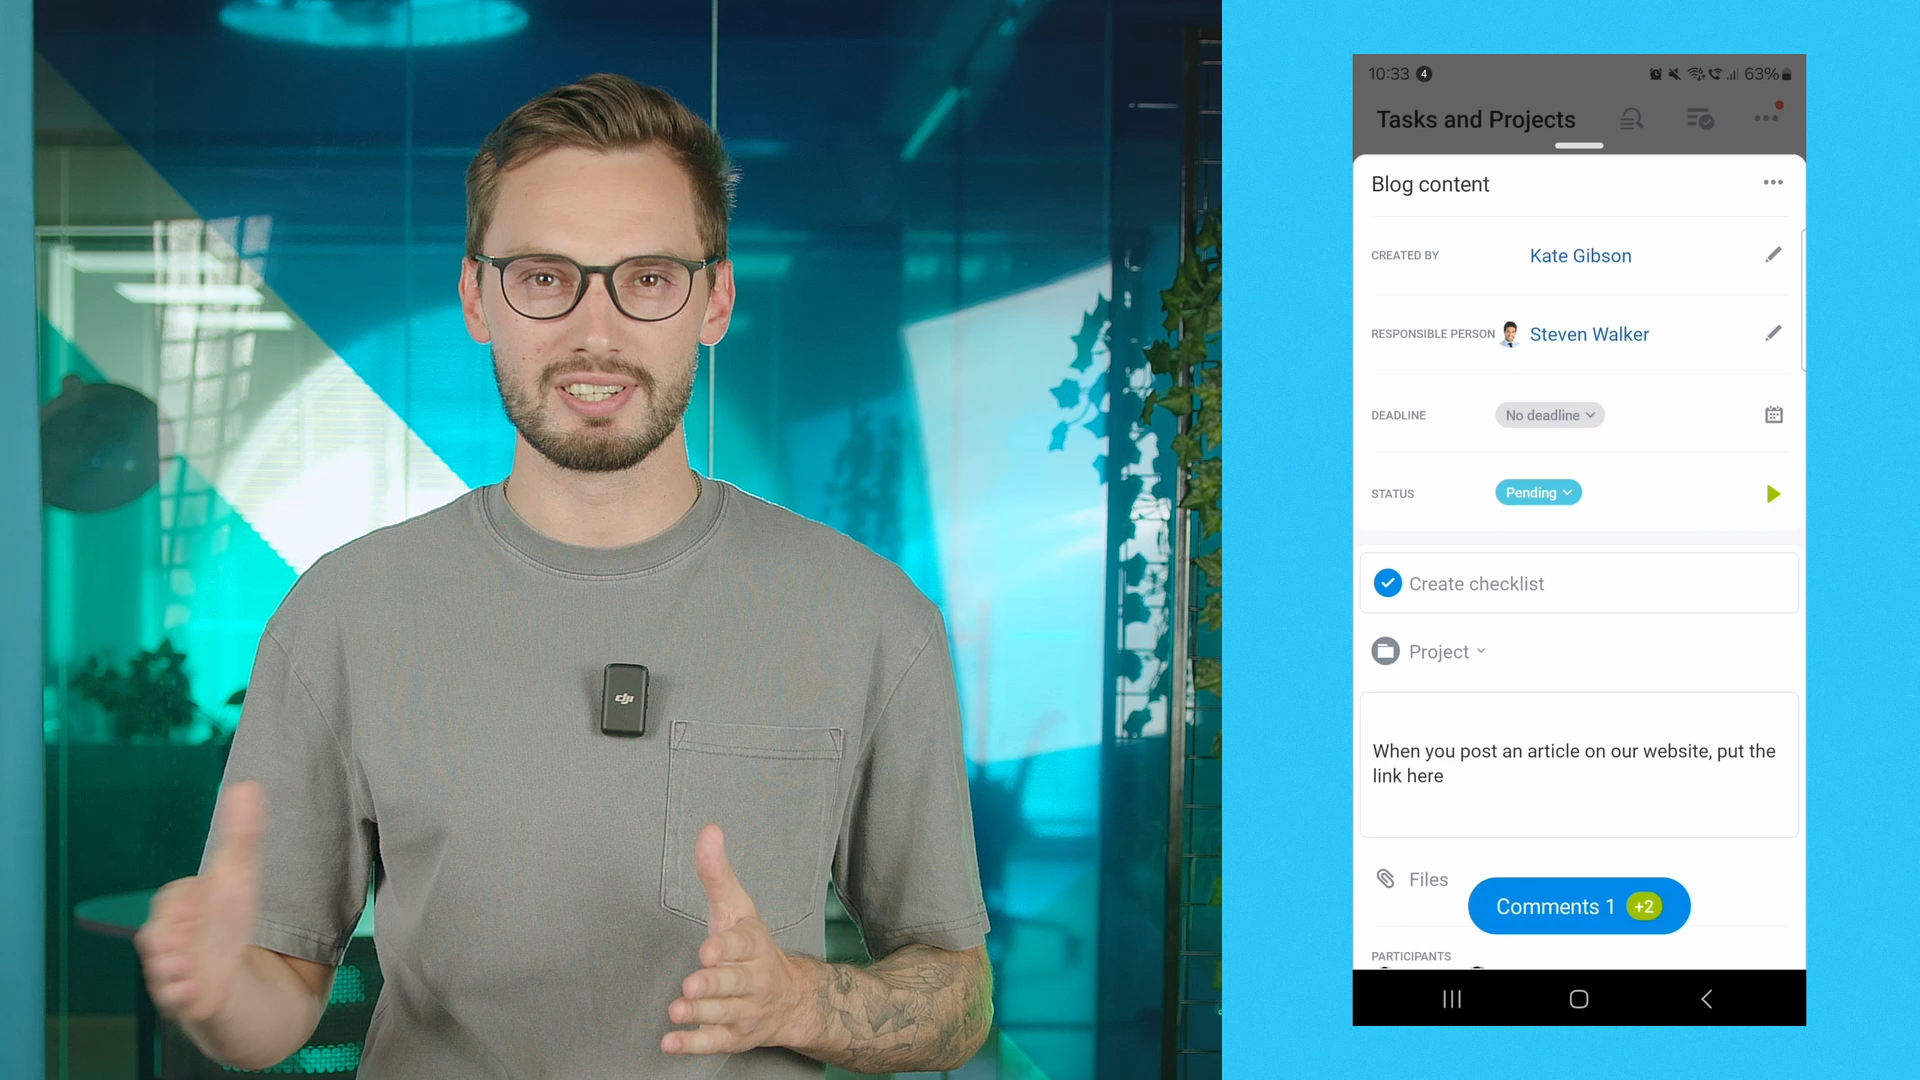 dji
10:33 4 63%
Tasks and Projects
Blog content
CREATED BY Kate Gibson
RESPONSIBLE PERSON Steven Walker
DEADLINE No deadline
STATUS Pending
Create checklist
Project
When you post an article on our website, put the
link here
Files
Comments 1 +2
PARTICIPANTS